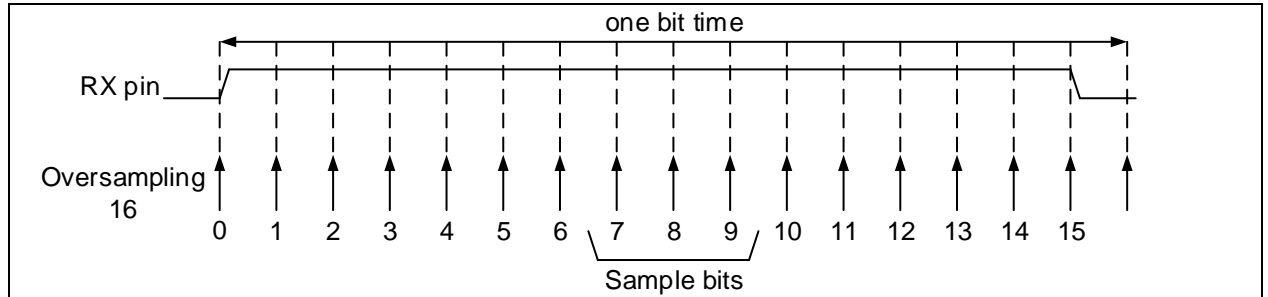 one bit time
RX pin
Oversampling
16
0 1 2 3 4 5 6 7 8 9 10 11 12 13 14 15
Sample bits